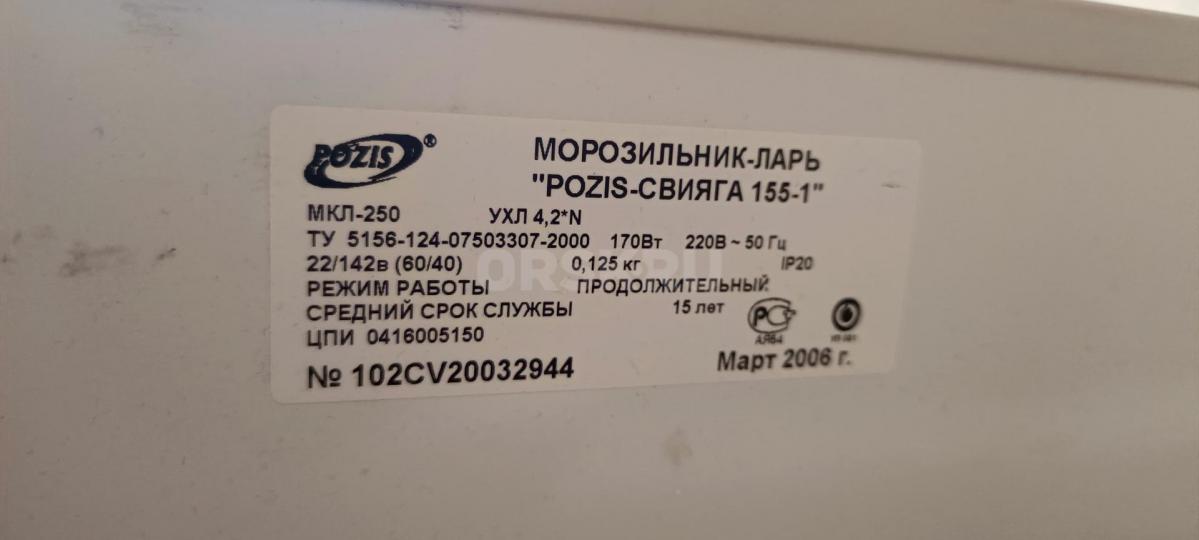 POZIS®
МОРОЗИЛЬНИК-ЛАРЬ
"POZIS-СВИЯГА 155-1"
МКЛ-250 УХЛ 4,2*N
ТУ 5156-124-07503307-2000 170Вт 220В ~ 50 Гц
22/142в (60/40) 0,125 кг IP20
РЕЖИМ РАБОТЫ ПРОДОЛЖИТЕЛЬНЫЙ
СРЕДНИЙ СРОК СЛУЖБЫ 15 лет
ЦПИ 0416005150
РС
АЯ64
№ 102CV20032944 Март 2006 г.